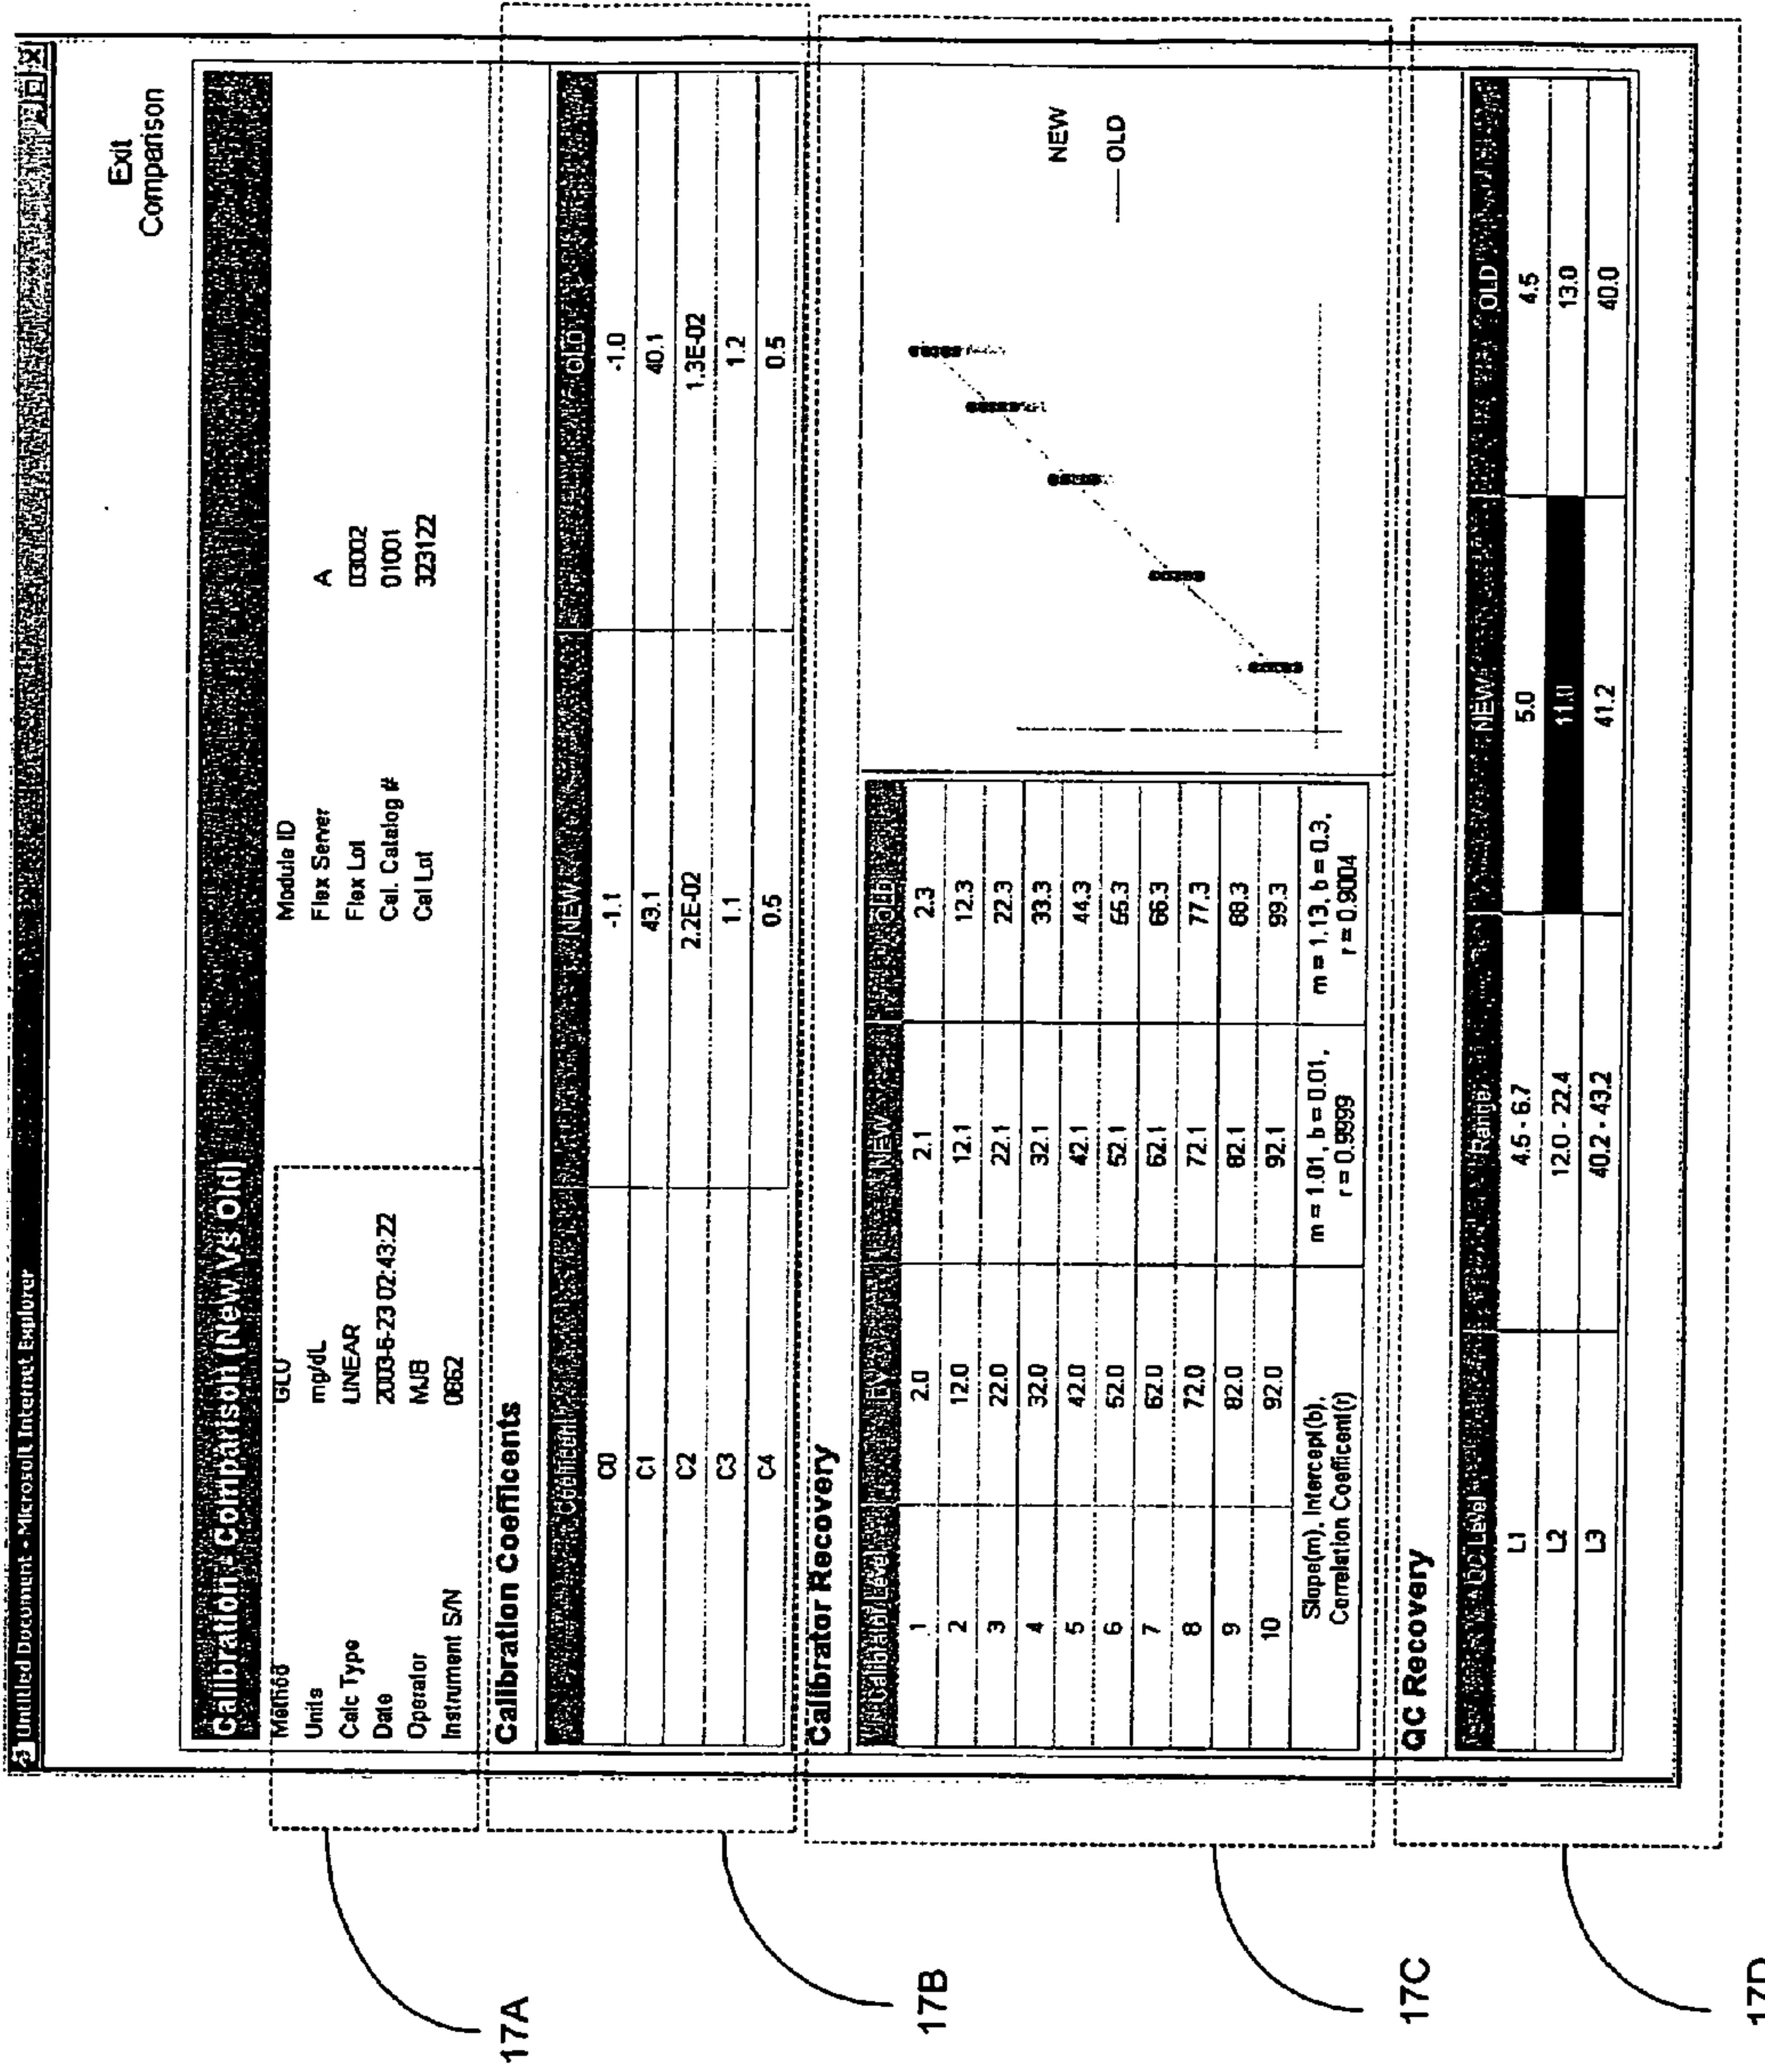 Untitled Document - Microsoft Internet Explorer
Exit
Comparison
Calibration - Comparison (New Vs Old)
Method GLU Module ID
Units mg/dL Flex Server A
Calc Type LINEAR Flex Lot 03002
Date 2003-6-23 02:43:22 Cal. Catalog # 01001
Operator MJB Cal Lot 323122
Instrument S/N 0662
Calibration Coefficents
NEW OLD
C0 -1.1 -1.0
C1 43.1 40.1
C2 2.2E-02 1.3E-02
C3 1.1 1.2
C4 0.5 0.5
Calibrator Recovery
Calibrator Level BV NEW OLD
1 2.0 2.1 2.3
2 12.0 12.1 12.3
3 22.0 22.1 22.3
4 32.0 32.1 33.3
5 42.0 42.1 44.3
6 52.0 52.1 55.3
7 62.0 62.1 66.3
8 72.0 72.1 77.3
9 82.0 82.1 88.3
10 92.0 92.1 99.3
Slope(m), Intercept(b), Correlation Coefficent(r) m = 1.01, b = 0.01, r = 0.9999 m = 1.13, b = 0.3, r = 0.9004
NEW
OLD
QC Recovery
QC Level Range NEW OLD
L1 4.5 - 6.7 5.0 4.5
L2 12.0 - 22.4 11.0 13.0
L3 40.2 - 43.2 41.2 40.0
17A
17B
17C
17D